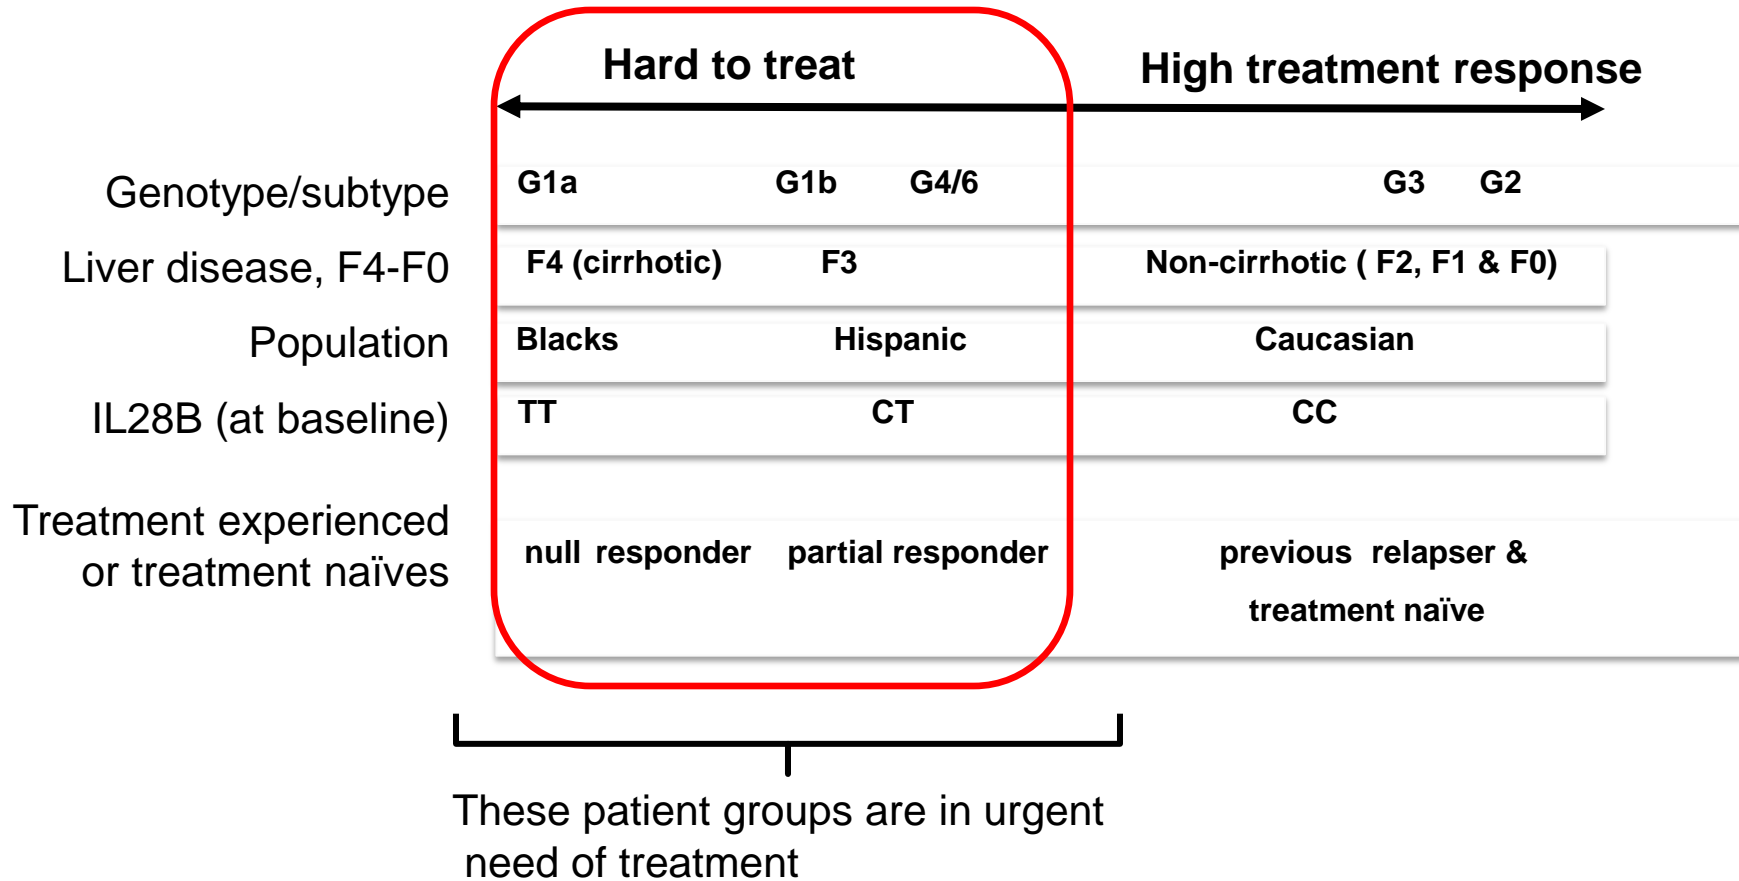 Hard to treat
High treatment response
Genotype/subtype G1a G1b G4/6 G3 G2
Liver disease, F4-F0 F4 (cirrhotic) F3 Non-cirrhotic ( F2, F1 & F0)
Population Blacks Hispanic Caucasian
IL28B (at baseline) TT CT CC
Treatment experienced
or treatment naïves
null responder partial responder previous relapser &
treatment naïve
These patient groups are in urgent
need of treatment